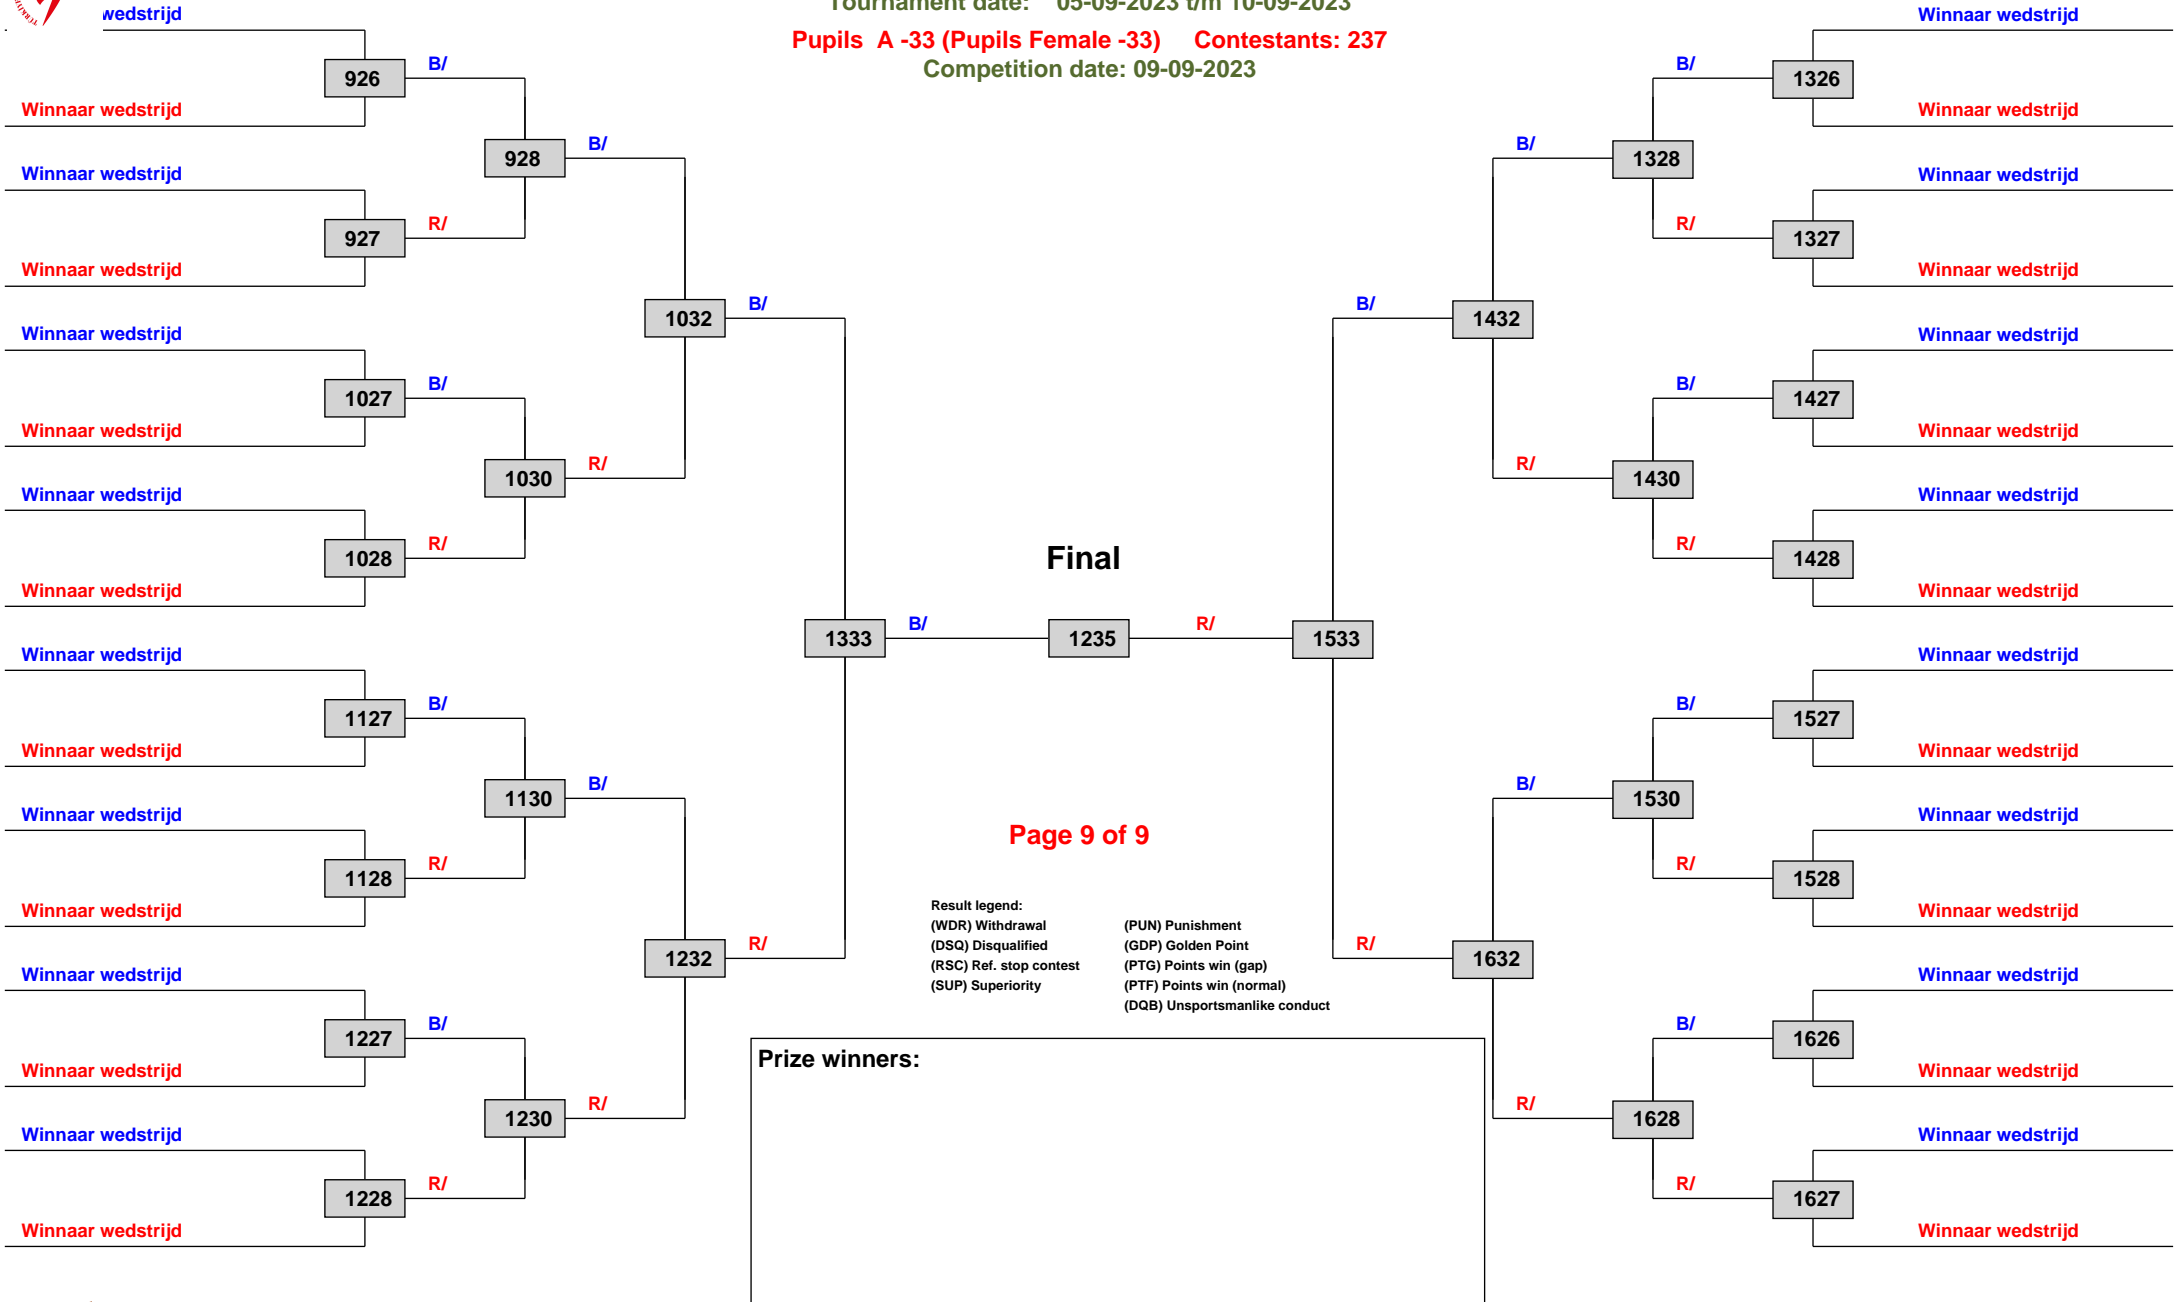 Tournament date: 05-09-2023 t/m 10-09-2023
Pupils A -33 (Pupils Female -33) Contestants: 237
Competition date: 09-09-2023
wedstrijd
926
B/
Winnaar wedstrijd
928
B/
Winnaar wedstrijd
927
R/
Winnaar wedstrijd
1032
B/
Winnaar wedstrijd
1027
B/
Winnaar wedstrijd
1030
R/
Winnaar wedstrijd
1028
R/
Winnaar wedstrijd
1333
B/
Winnaar wedstrijd
1127
B/
Winnaar wedstrijd
1130
B/
Winnaar wedstrijd
1128
R/
Winnaar wedstrijd
1232
R/
Winnaar wedstrijd
1227
B/
Winnaar wedstrijd
1230
R/
Winnaar wedstrijd
1228
R/
Winnaar wedstrijd
Final
1235
R/
1533
Winnaar wedstrijd
B/
1326
Winnaar wedstrijd
B/
1328
Winnaar wedstrijd
R/
1327
Winnaar wedstrijd
B/
1432
Winnaar wedstrijd
B/
1427
Winnaar wedstrijd
R/
1430
Winnaar wedstrijd
R/
1428
Winnaar wedstrijd
Winnaar wedstrijd
B/
1527
Winnaar wedstrijd
B/
1530
Winnaar wedstrijd
R/
1528
Winnaar wedstrijd
R/
1632
Winnaar wedstrijd
B/
1626
Winnaar wedstrijd
R/
1628
Winnaar wedstrijd
R/
1627
Winnaar wedstrijd
Page 9 of 9
Result legend:
(WDR) Withdrawal (PUN) Punishment
(DSQ) Disqualified (GDP) Golden Point
(RSC) Ref. stop contest (PTG) Points win (gap)
(SUP) Superiority (PTF) Points win (normal)
(DQB) Unsportsmanlike conduct
Prize winners: